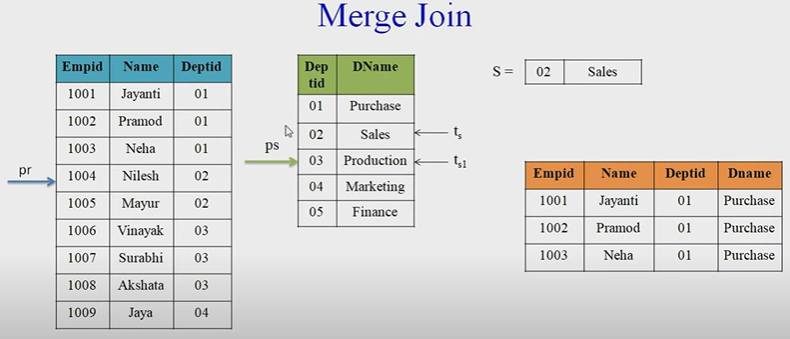 Merge Join
Empid Name Deptid
1001 Jayanti 01
1002 Pramod 01
1003 Neha 01
1004 Nilesh 02
1005 Mayur 02
1006 Vinayak 03
1007 Surabhi 03
1008 Akshata 03
1009 Jaya 04
pr
Dep
tid
DName
01 Purchase
02 Sales
03 Production
04 Marketing
05 Finance
ps
ts
ts1
S = 02 Sales
Empid Name Deptid Dname
1001 Jayanti 01 Purchase
1002 Pramod 01 Purchase
1003 Neha 01 Purchase